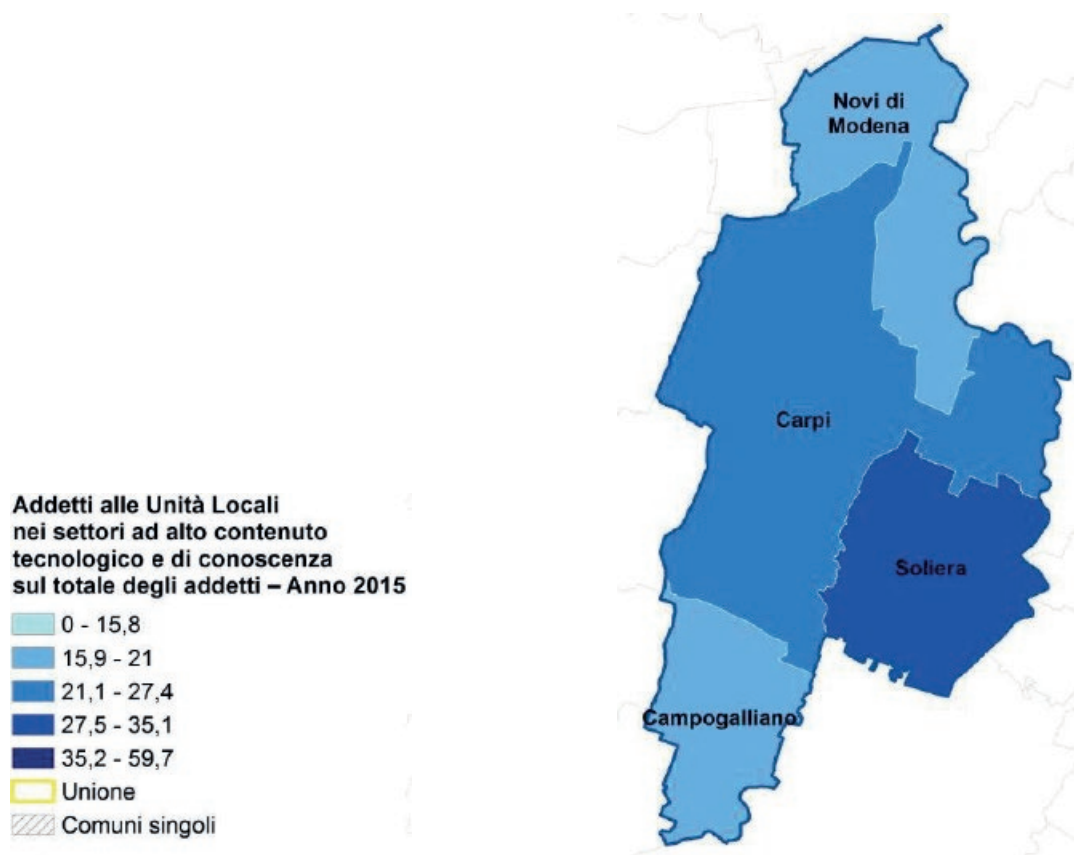 Novi di
Modena
Carpi
Soliera
Campogalliano
Addetti alle Unità Locali
nei settori ad alto contenuto
tecnologico e di conoscenza
sul totale degli addetti – Anno 2015
0 - 15,8
15,9 - 21
21,1 - 27,4
27,5 - 35,1
35,2 - 59,7
Unione
Comuni singoli